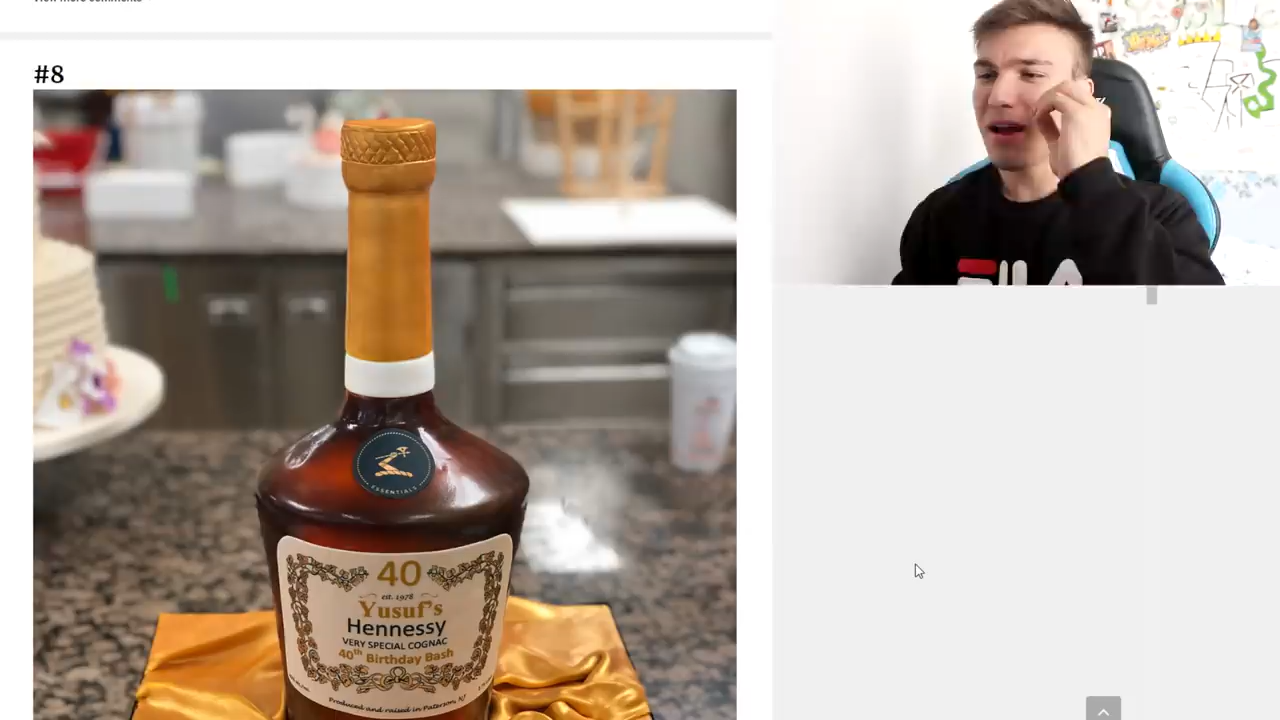 #8
ESSENTIALS
40
est. 1978
Yusuf's
Hennessy
VERY SPECIAL COGNAC
40th Birthday Bash
Produced and raised in Paterson, NJ
FILA